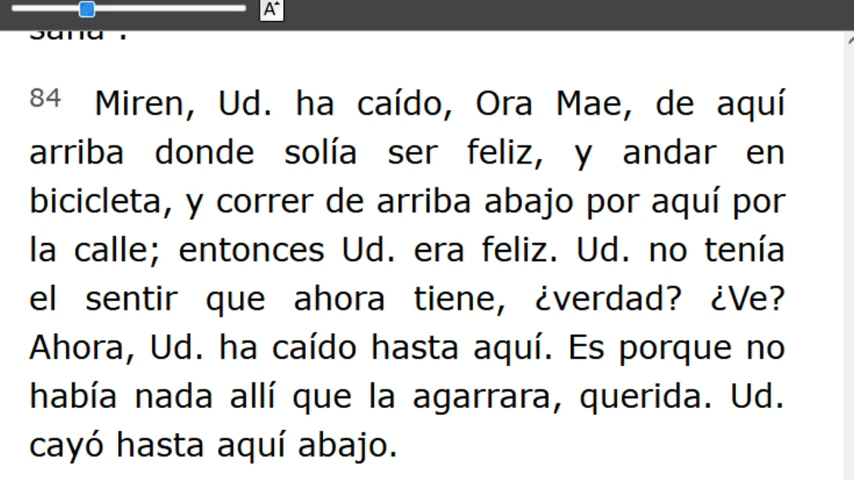 A
sana".
84 Miren, Ud. ha caído, Ora Mae, de aquí
arriba donde solía ser feliz, y andar en
bicicleta, y correr de arriba abajo por aquí por
la calle; entonces Ud. era feliz. Ud. no tenía
el sentir que ahora tiene, ¿verdad? ¿Ve?
Ahora, Ud. ha caído hasta aquí. Es porque no
había nada allí que la agarrara, querida. Ud.
cayó hasta aquí abajo.